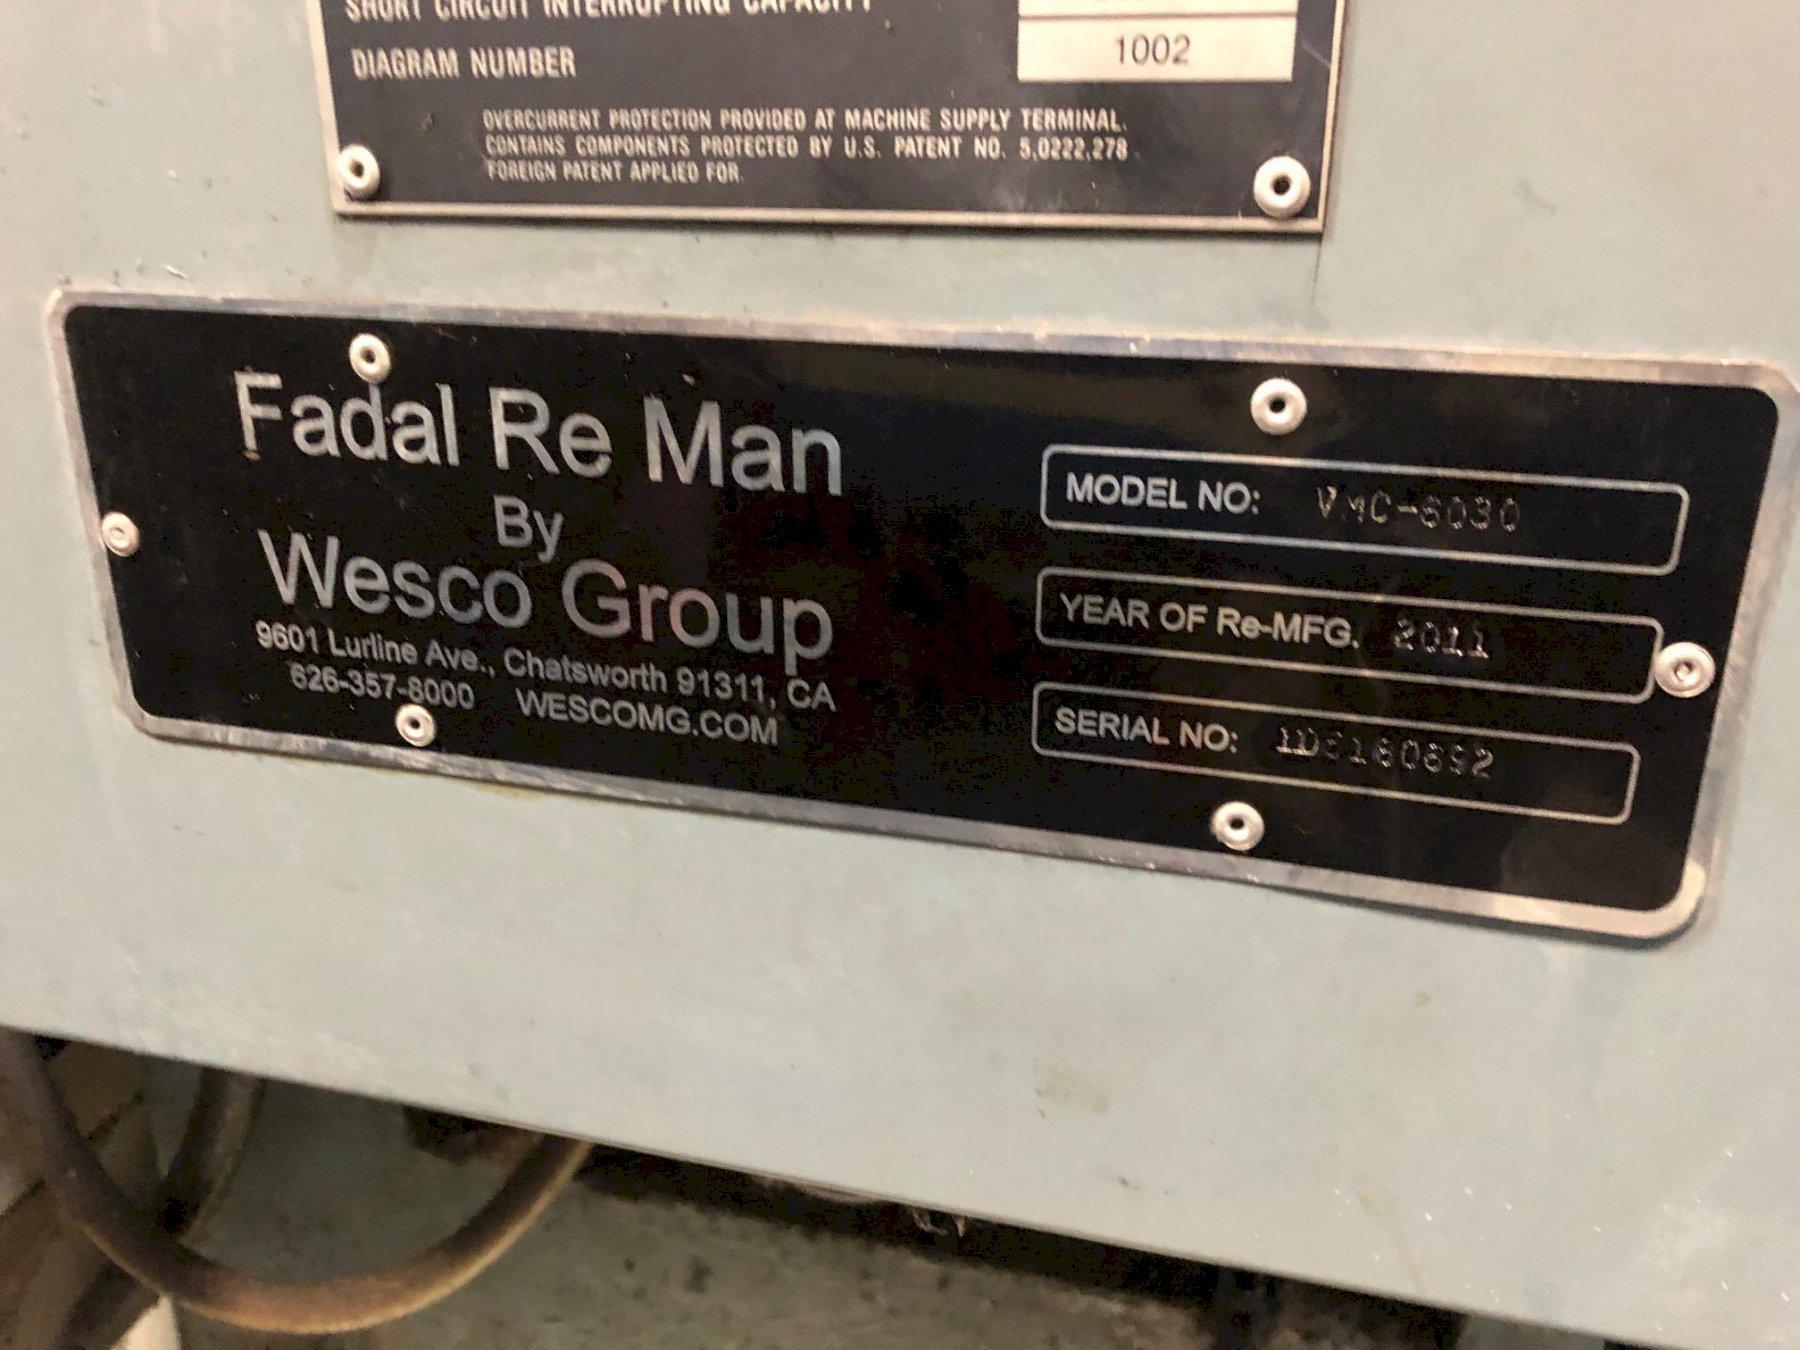 SHORT CIRCUIT INTERRUPTING CAPACITY
DIAGRAM NUMBER 1002
OVERCURRENT PROTECTION PROVIDED AT MACHINE SUPPLY TERMINAL.
CONTAINS COMPONENTS PROTECTED BY U.S. PATENT NO. 5,0222,278
FOREIGN PATENT APPLIED FOR.
Fadal Re Man
By
Wesco Group
9601 Lurline Ave., Chatsworth 91311, CA
626-357-8000 WESCOMG.COM
MODEL NO: VMC-6030
YEAR OF Re-MFG. 2011
SERIAL NO: